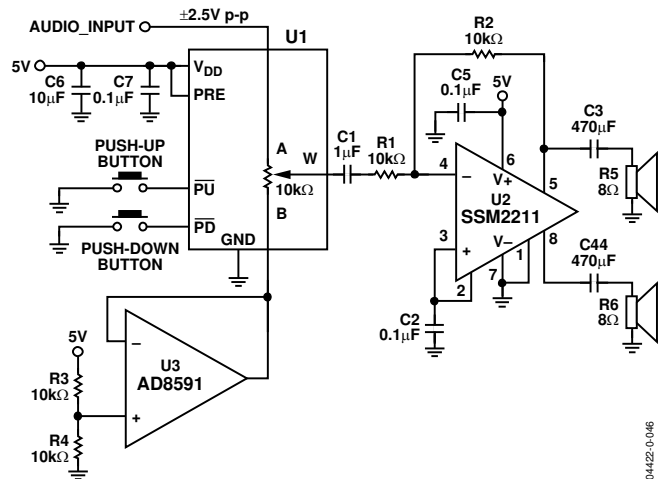 ±2.5V p-p
AUDIO_INPUT
U1
5V
C6
10µF
C7
0.1µF
VDD
PRE
PUSH-UP
BUTTON
PU
PD
PUSH-DOWN
BUTTON
GND
A
W
10kΩ
B
C1
1µF
R1
10kΩ
R2
10kΩ
C5
0.1µF
5V
4
–
6
V+
U2
SSM2211
5
3
+
V–
1
8
2
7
C2
0.1µF
C3
470µF
R5
8Ω
C44
470µF
R6
8Ω
5V
R3
10kΩ
R4
10kΩ
–
U3
AD8591
+
04422-0-046